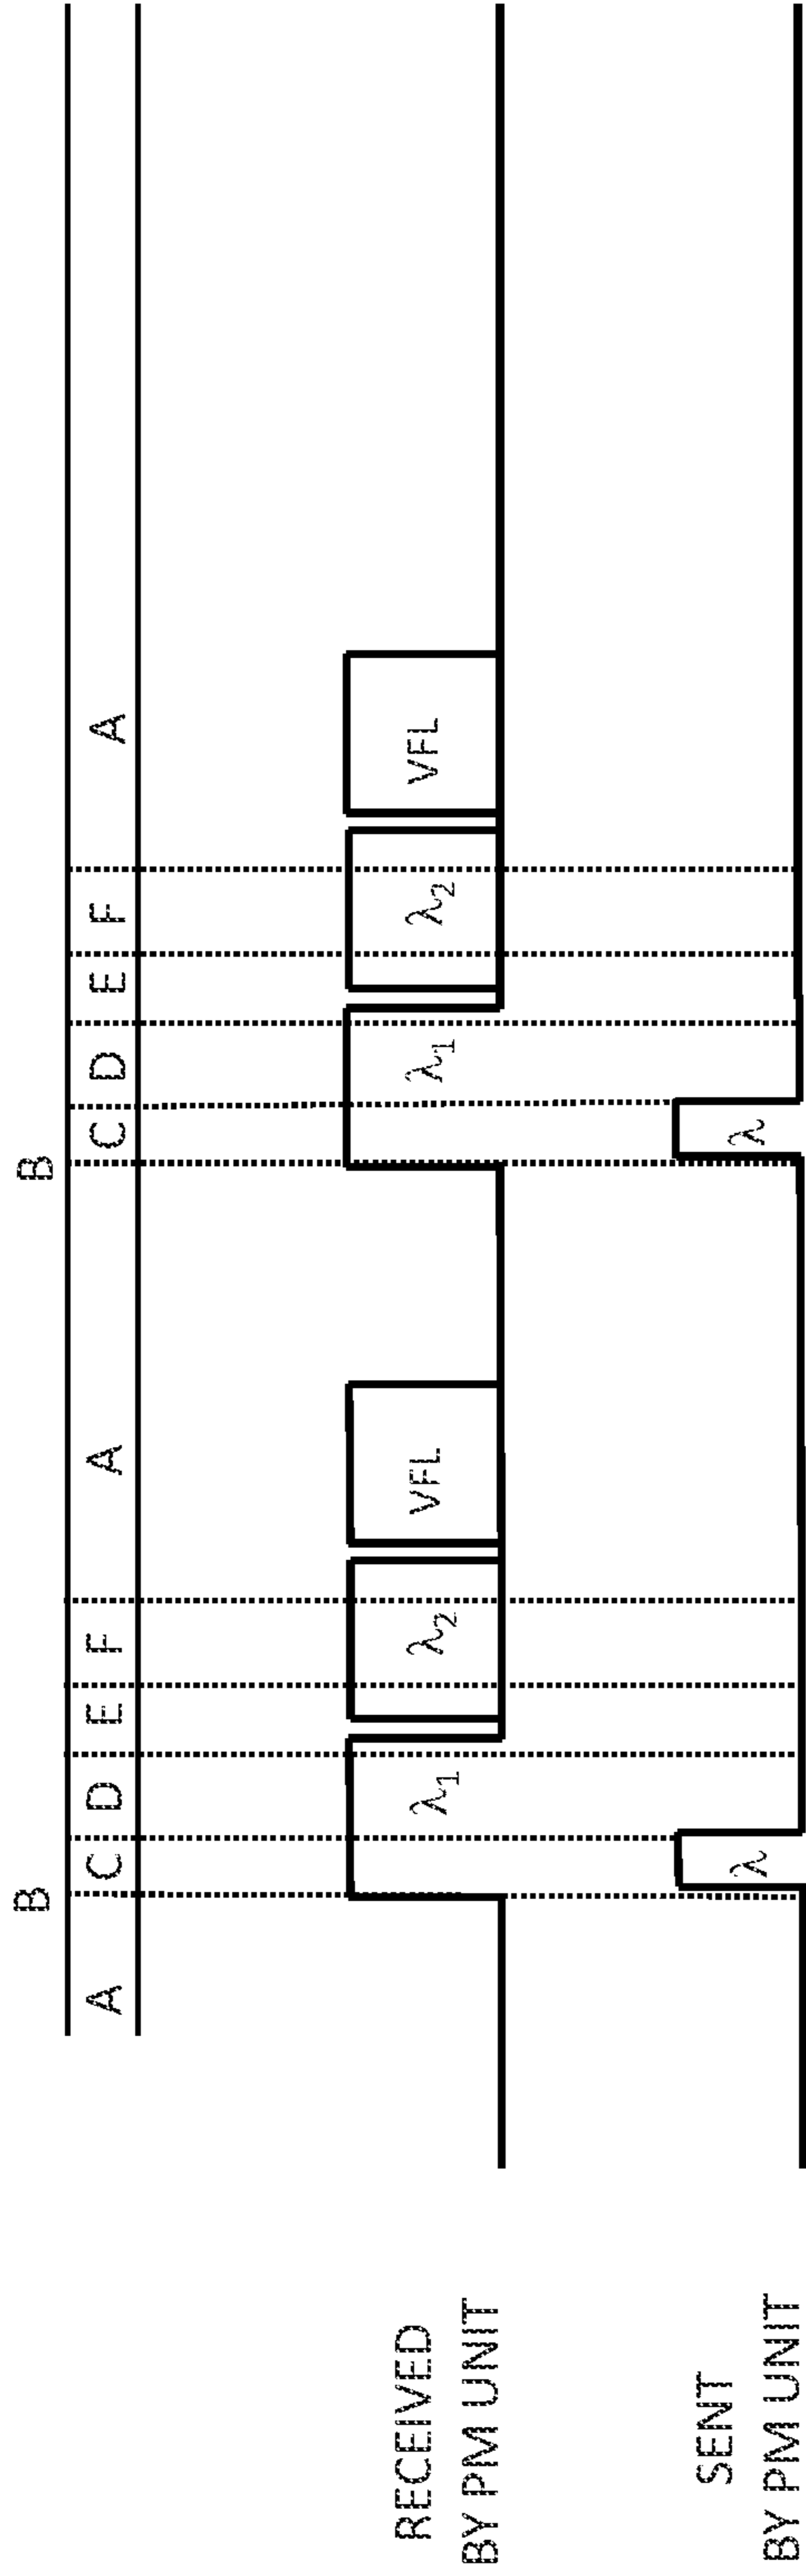 B B
A C D E F A C D E F A
RECEIVED
BY PM UNIT
λ1 λ2 VFL λ1 λ2 VFL
SENT
BY PM UNIT
λ λ